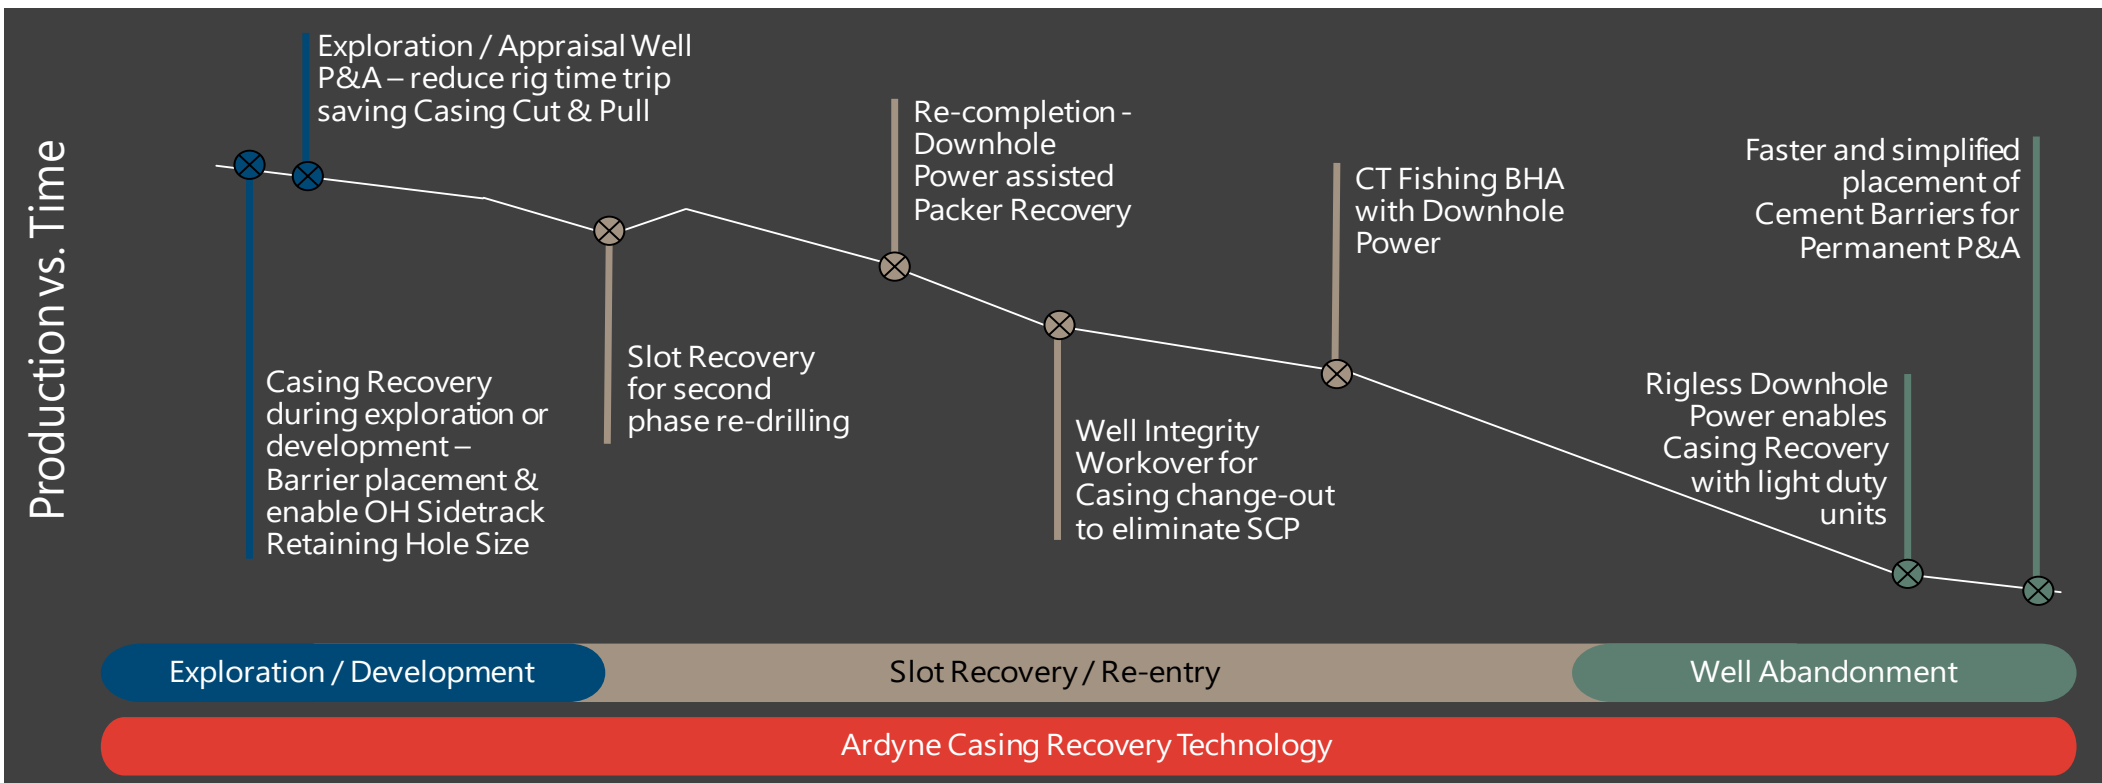 Production vs. Time
Exploration / Appraisal Well
P&A – reduce rig time trip
saving Casing Cut & Pull
Casing Recovery
during exploration or
development –
Barrier placement &
enable OH Sidetrack
Retaining Hole Size
Slot Recovery
for second
phase re-drilling
Re-completion -
Downhole
Power assisted
Packer Recovery
Well Integrity
Workover for
Casing change-out
to eliminate SCP
CT Fishing BHA
with Downhole
Power
Rigless Downhole
Power enables
Casing Recovery
with light duty
units
Faster and simplified
placement of
Cement Barriers for
Permanent P&A
Exploration / Development
Slot Recovery / Re-entry
Well Abandonment
Ardyne Casing Recovery Technology